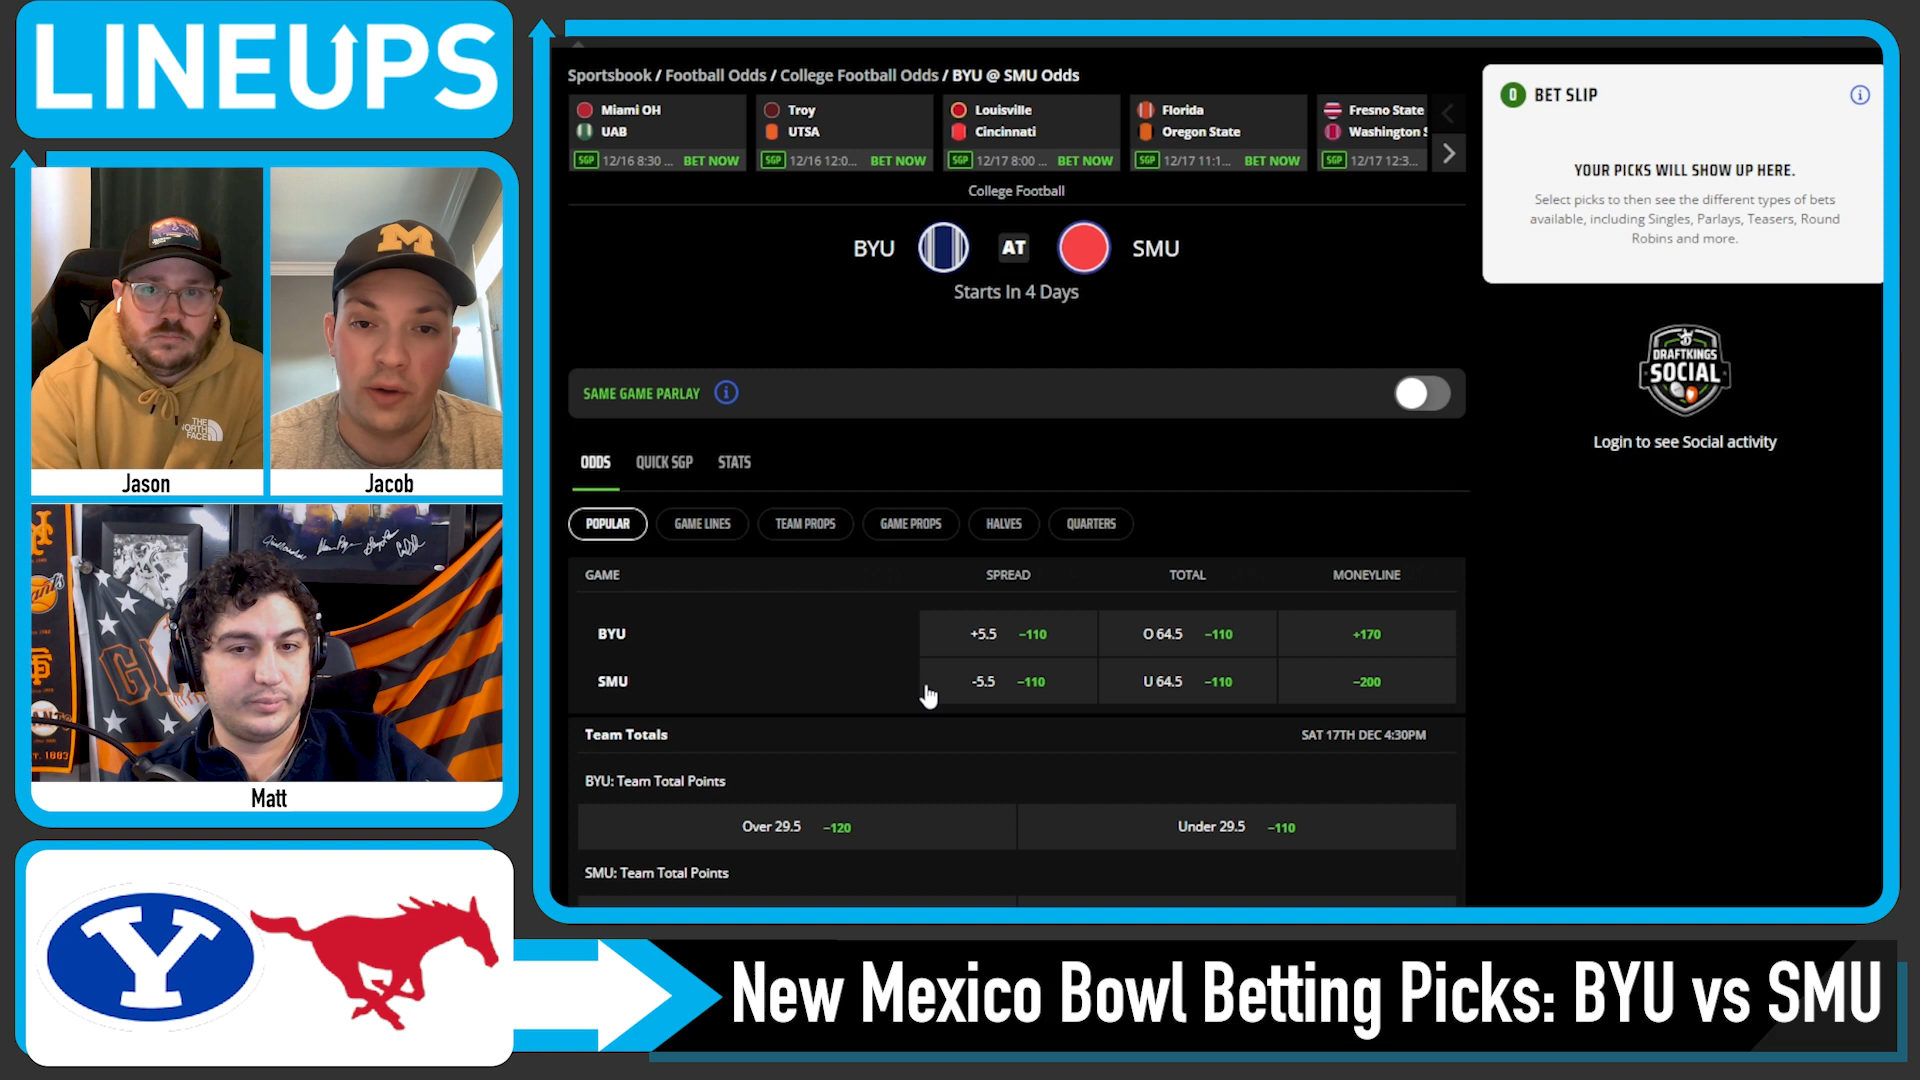 LINEUPS
Jason
Jacob
Matt
THE
NORTH
FACE
M
Y
Sportsbook / Football Odds / College Football Odds / BYU @ SMU Odds
Miami OH
UAB
SGP 12/16 8:30 ... BET NOW
Troy
UTSA
SGP 12/16 12:0... BET NOW
Louisville
Cincinnati
SGP 12/17 8:00 ... BET NOW
Florida
Oregon State
SGP 12/17 11:1... BET NOW
Fresno State
Washington S
SGP 12/17 12:3...
College Football
BYU AT SMU
Starts In 4 Days
SAME GAME PARLAY i
ODDS QUICK SGP STATS
POPULAR GAME LINES TEAM PROPS GAME PROPS HALVES QUARTERS
GAME SPREAD TOTAL MONEYLINE
BYU +5.5 −110 O 64.5 −110 +170
SMU -5.5 −110 U 64.5 −110 −200
Team Totals SAT 17TH DEC 4:30PM
BYU: Team Total Points
Over 29.5 −120 Under 29.5 −110
SMU: Team Total Points
0 BET SLIP i
YOUR PICKS WILL SHOW UP HERE.
Select picks to then see the different types of bets
available, including Singles, Parlays, Teasers, Round
Robins and more.
DRAFTKINGS
SOCIAL
Login to see Social activity
New Mexico Bowl Betting Picks: BYU vs SMU